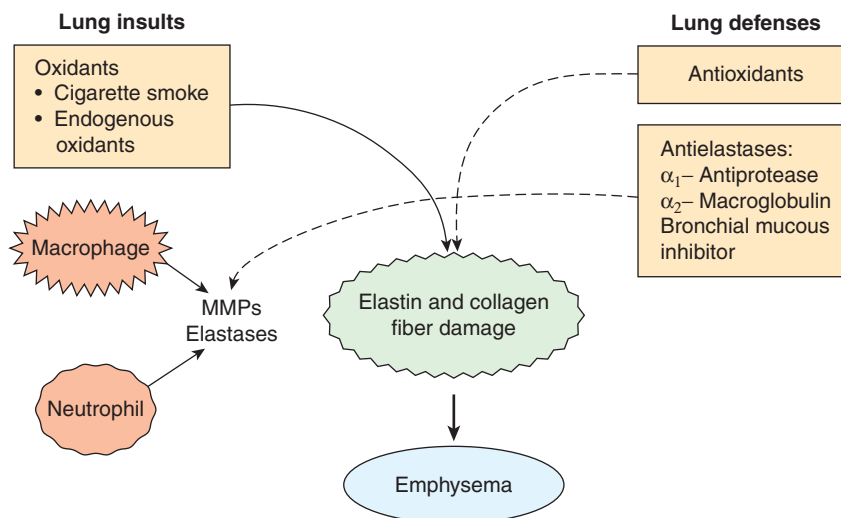 Lung insults
Oxidants
• Cigarette smoke
• Endogenous
oxidants
Macrophage
Neutrophil
MMPs
Elastases
Lung defenses
Antioxidants
Antielastases:
α₁– Antiprotease
α₂– Macroglobulin
Bronchial mucous
inhibitor
Elastin and collagen
fiber damage
Emphysema